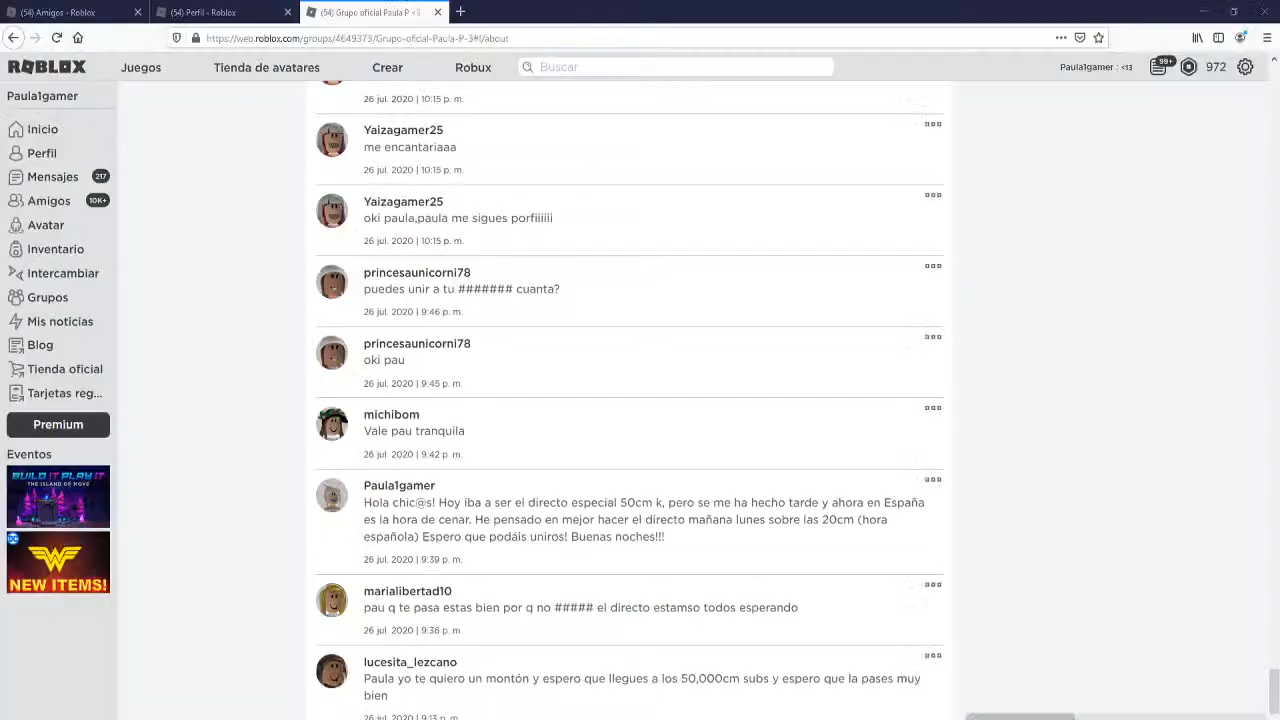 (54) Amigos - Roblox
(54) Perfil - Roblox
(54) Grupo oficial Paula P <3
https://web.roblox.com/groups/4649373/Grupo-oficial-Paula-P-3#!/about
ROBLOX
Juegos
Tienda de avatares
Crear
Robux
Buscar
Paula1gamer : <13
99+
972
Paula1gamer
Inicio
Perfil
Mensajes 217
Amigos 10K+
Avatar
Inventario
Intercambiar
Grupos
Mis noticias
Blog
Tienda oficial
Tarjetas reg...
Premium
Eventos
BUILD IT PLAY IT
THE ISLAND OF MOVE
DC
NEW ITEMS!
26 jul. 2020 | 10:15 p. m.
Yaizagamer25
me encantariaaa
26 jul. 2020 | 10:15 p. m.
Yaizagamer25
oki paula,paula me sigues porfiiiiii
26 jul. 2020 | 10:15 p. m.
princesaunicorni78
puedes unir a tu ####### cuanta?
26 jul. 2020 | 9:46 p. m.
princesaunicorni78
oki pau
26 jul. 2020 | 9:45 p. m.
michibom
Vale pau tranquila
26 jul. 2020 | 9:42 p. m.
Paula1gamer
Hola chic@s! Hoy iba a ser el directo especial 50cm k, pero se me ha hecho tarde y ahora en España
es la hora de cenar. He pensado en mejor hacer el directo mañana lunes sobre las 20cm (hora
española) Espero que podáis uniros! Buenas noches!!!
26 jul. 2020 | 9:39 p. m.
marialibertad10
pau q te pasa estas bien por q no ##### el directo estamso todos esperando
26 jul. 2020 | 9:36 p. m.
lucesita_lezcano
Paula yo te quiero un montón y espero que llegues a los 50,000cm subs y espero que la pases muy
bien
26 jul. 2020 | 9:13 p. m.